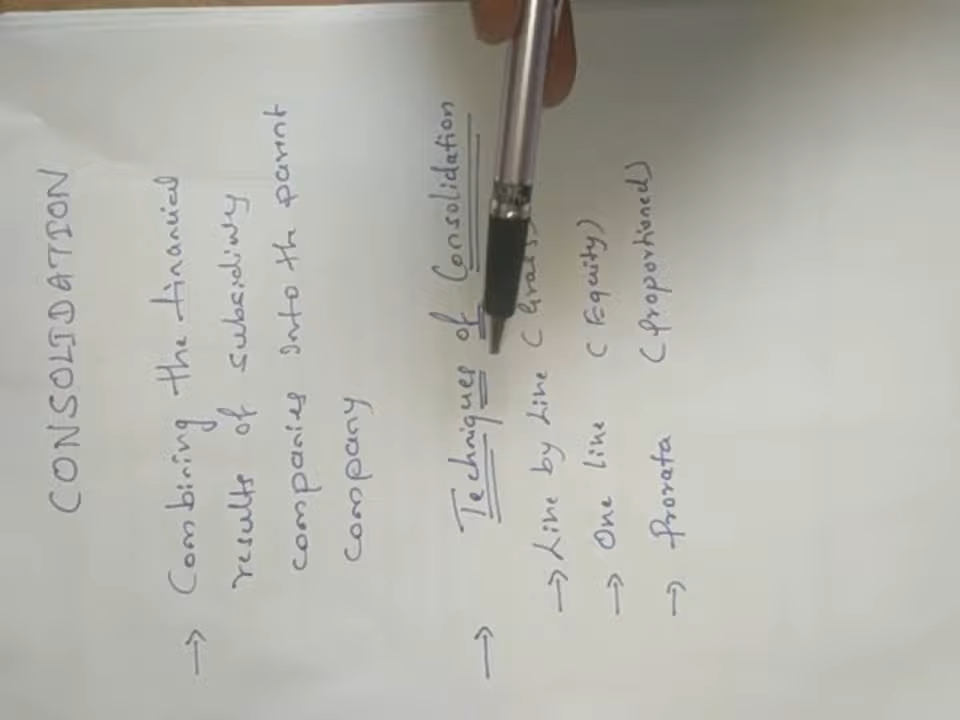 CONSOLIDATION
→ Combining the financial
results of subsidiary
companies into the parent
company
→ Techniques of Consolidation
→ Line by Line (
→ One line (Equity)
→ Prorata (proportioned)